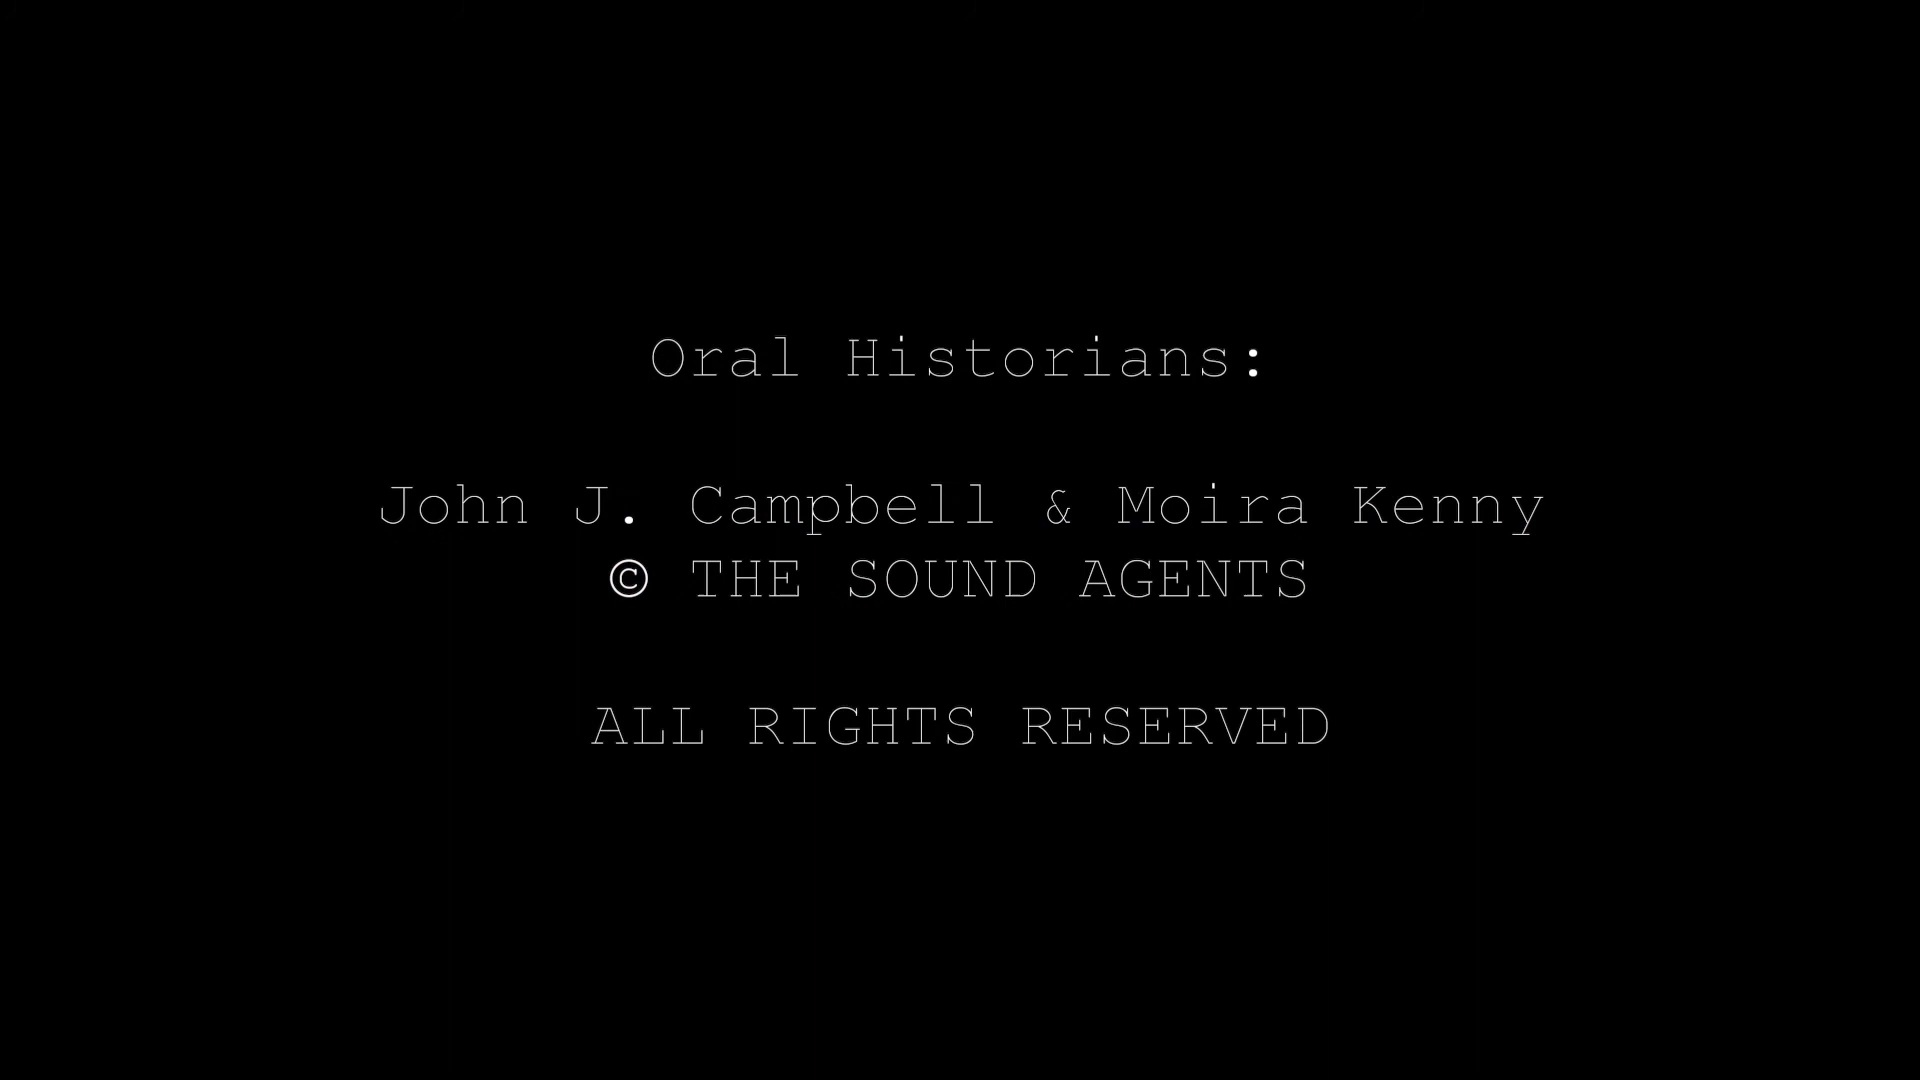 Oral Historians:
John J. Campbell & Moira Kenny
© THE SOUND AGENTS
ALL RIGHTS RESERVED